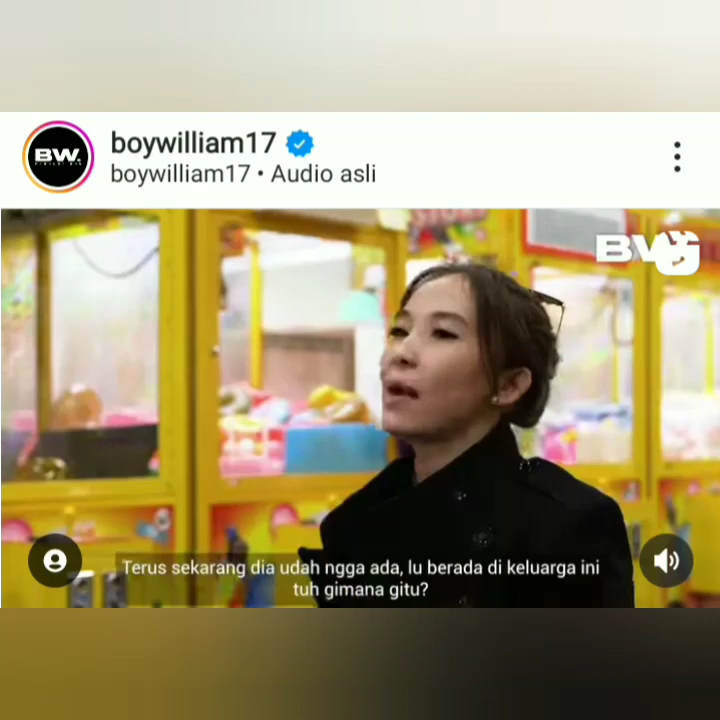 BW.
boywilliam17
boywilliam17 • Audio asli
Terus sekarang dia udah ngga ada, lu berada di keluarga ini
tuh gimana gitu?